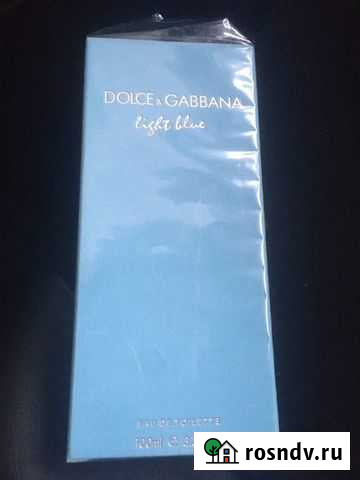 DOLCE & GABBANA
light blue
EAU DE TOILETTE
100ml ℮
rosndv.ru